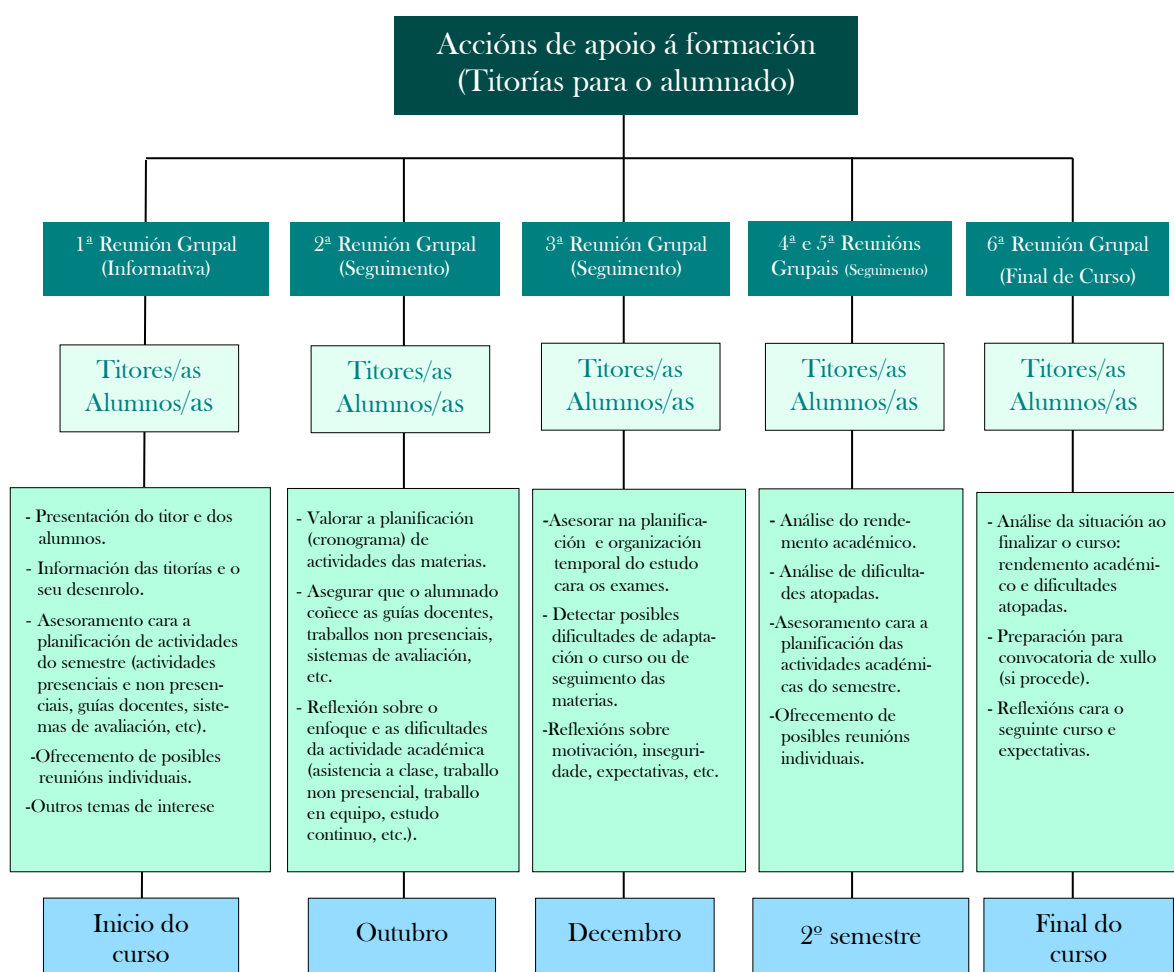 Accións de apoio á formación
(Titorías para o alumnado)
1ª Reunión Grupal
(Informativa)
2ª Reunión Grupal
(Seguimento)
3ª Reunión Grupal
(Seguimento)
4ª e 5ª Reunións
Grupais (Seguimento)
6ª Reunión Grupal
(Final de Curso)
Titores/as
Alumnos/as
Titores/as
Alumnos/as
Titores/as
Alumnos/as
Titores/as
Alumnos/as
Titores/as
Alumnos/as
- Presentación do titor e dos
alumnos.
- Información das titorías e o
seu desenrolo.
- Asesoramento cara a
planificación de actividades
do semestre (actividades
presenciais e non presen-
ciais, guías docentes, siste-
mas de avaliación, etc).
-Ofrecemento de posibles
reunións individuais.
-Outros temas de interese
- Valorar a planificación
(cronograma) de
actividades das materias.
- Asegurar que o alumnado
coñece as guías docentes,
traballos non presenciais,
sistemas de avaliación,
etc.
- Reflexión sobre o
enfoque e as dificultades
da actividade académica
(asistencia a clase, traballo
non presencial, traballo
en equipo, estudo
continuo, etc.).
-Asesorar na planifica-
ción e organización
temporal do estudo
cara os exames.
- Detectar posibles
dificultades de adapta-
ción o curso ou de
seguimento das
materias.
-Reflexións sobre
motivación, inseguri-
dade, expectativas, etc.
- Análise do rende-
mento académico.
- Análise de dificulta-
des atopadas.
-Asesoramento cara a
planificación das
actividades académi-
cas do semestre.
-Ofrecemento de
posibles reunións
individuais.
- Análise da situación ao
finalizar o curso:
rendemento académi-
co e dificultades
atopadas.
- Preparación para
convocatoria de xullo
(si procede).
- Reflexións cara o
seguinte curso e
expectativas.
Inicio do
curso
Outubro
Decembro
2º semestre
Final do
curso